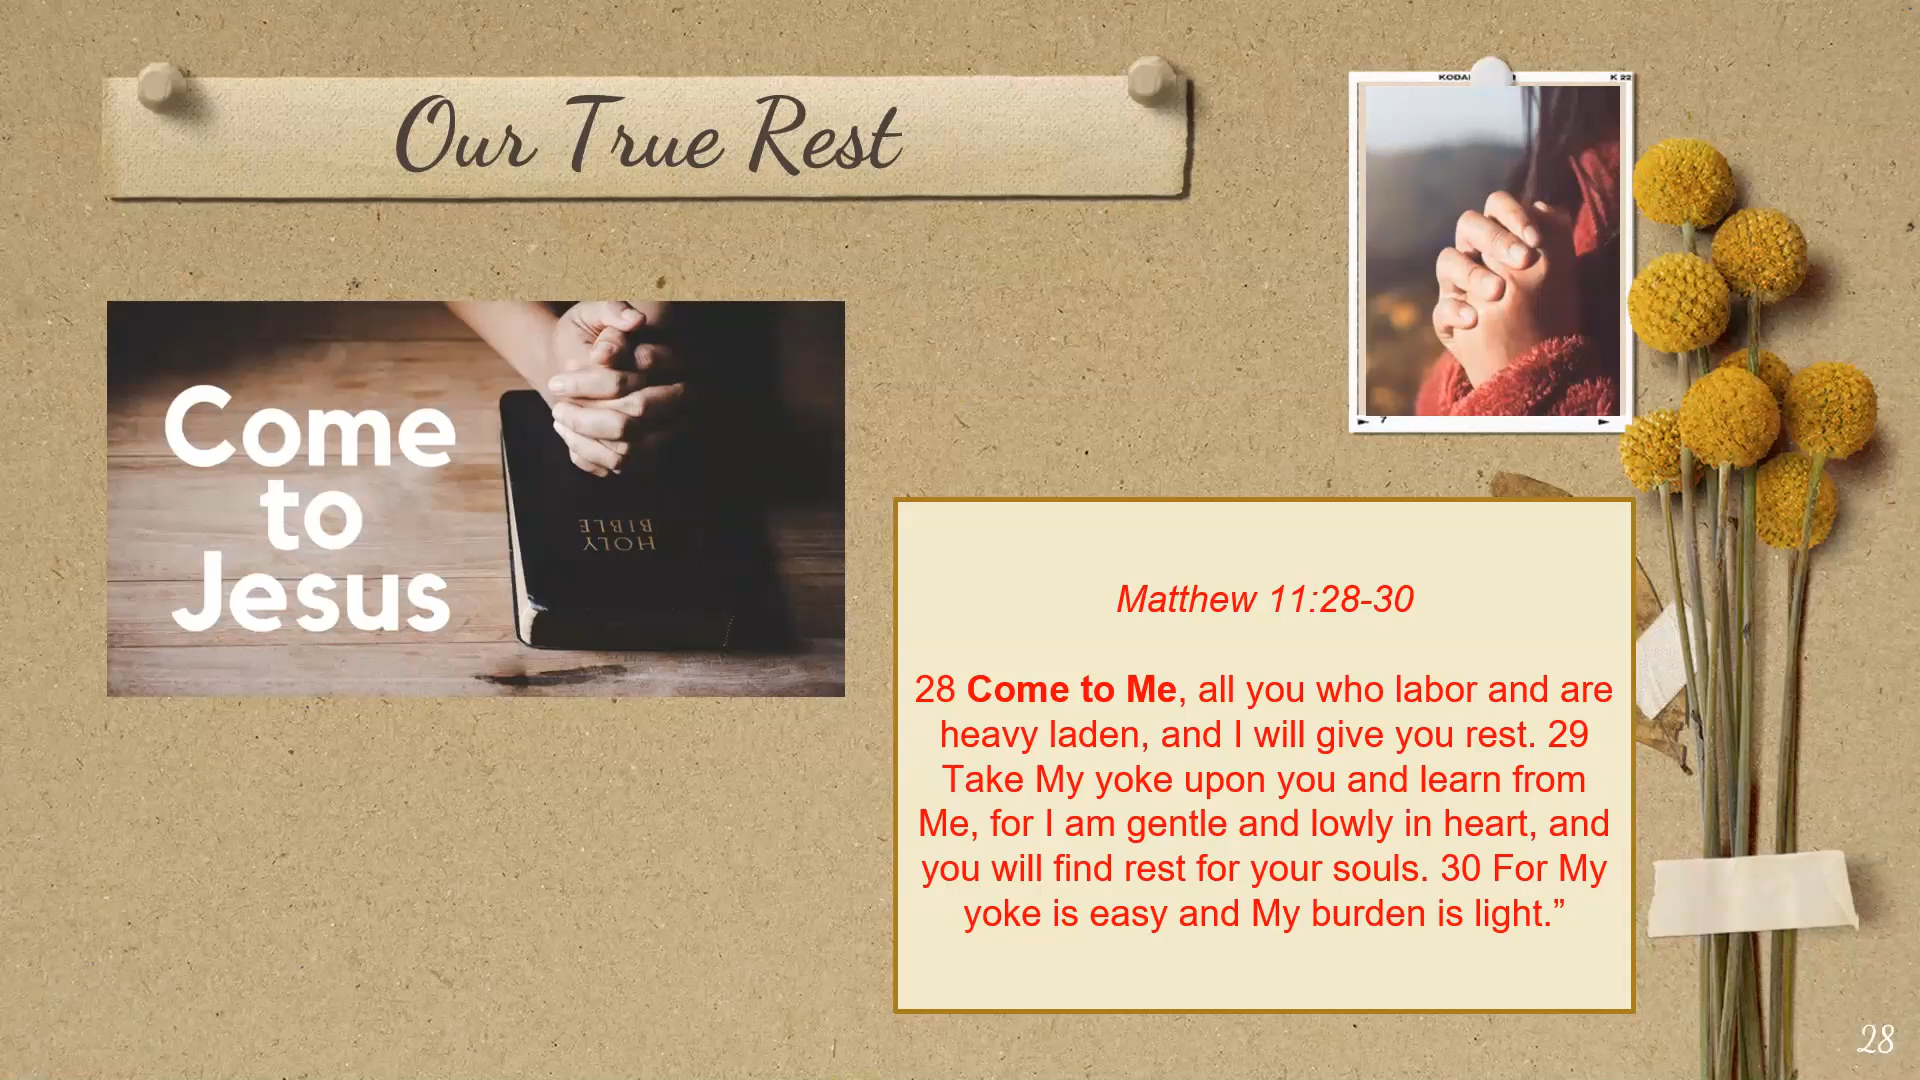 Our True Rest
K 22
Come
to
Jesus
HOLY
BIBLE
Matthew 11:28-30
28 Come to Me, all you who labor and are
heavy laden, and I will give you rest. 29
Take My yoke upon you and learn from
Me, for I am gentle and lowly in heart, and
you will find rest for your souls. 30 For My
yoke is easy and My burden is light.”
28